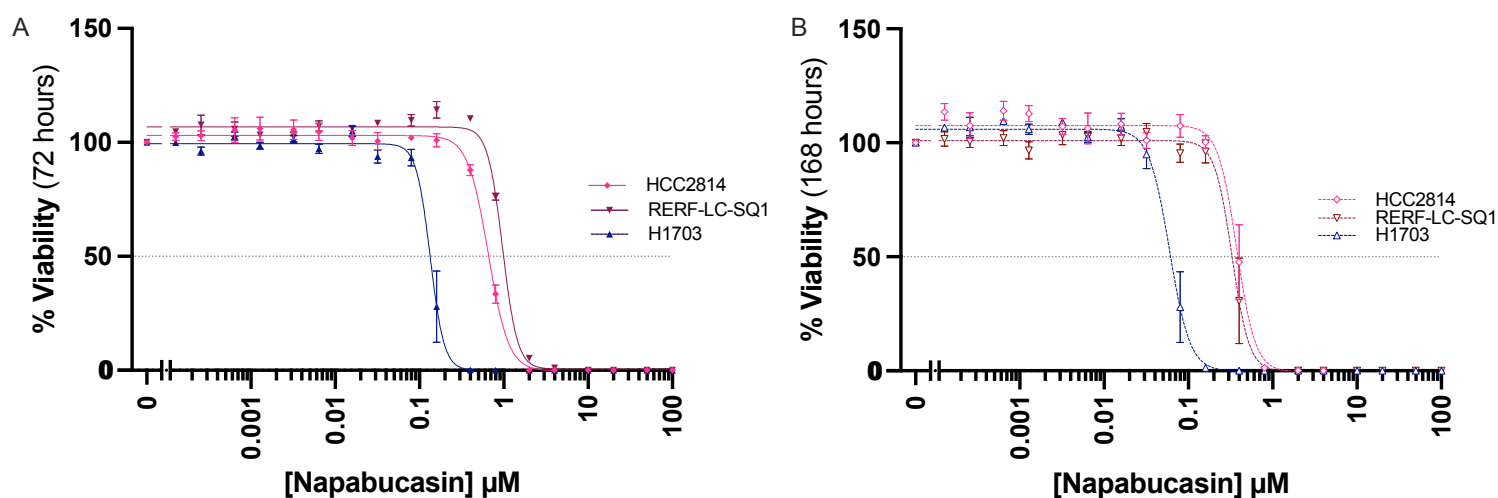 A
% Viability (72 hours)
150
100
50
0
0
0.001
0.01
0.1
1
10
100
[Napabucasin] µM
HCC2814
RERF-LC-SQ1
H1703
B
% Viability (168 hours)
150
100
50
0
0
0.001
0.01
0.1
1
10
100
[Napabucasin] µM
HCC2814
RERF-LC-SQ1
H1703